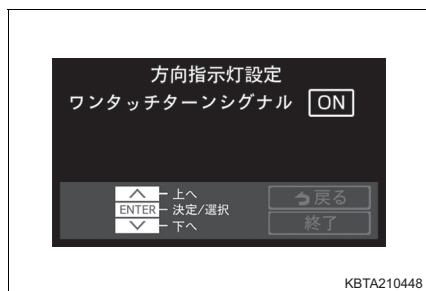 方向指示灯設定
ワンタッチターンシグナル ON
上へ
ENTER 決定/選択 戻る
下へ 終了
KBTA210448